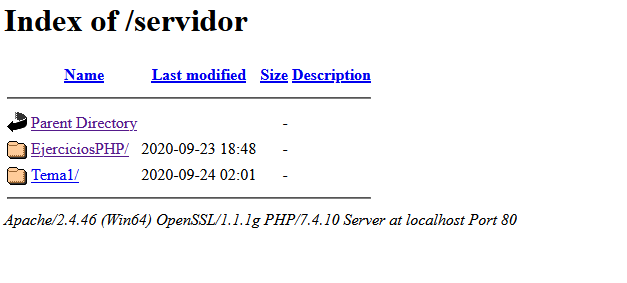 Index of /servidor
Name Last modified Size Description
Parent Directory -
EjerciciosPHP/ 2020-09-23 18:48 -
Tema1/ 2020-09-24 02:01 -
Apache/2.4.46 (Win64) OpenSSL/1.1.1g PHP/7.4.10 Server at localhost Port 80